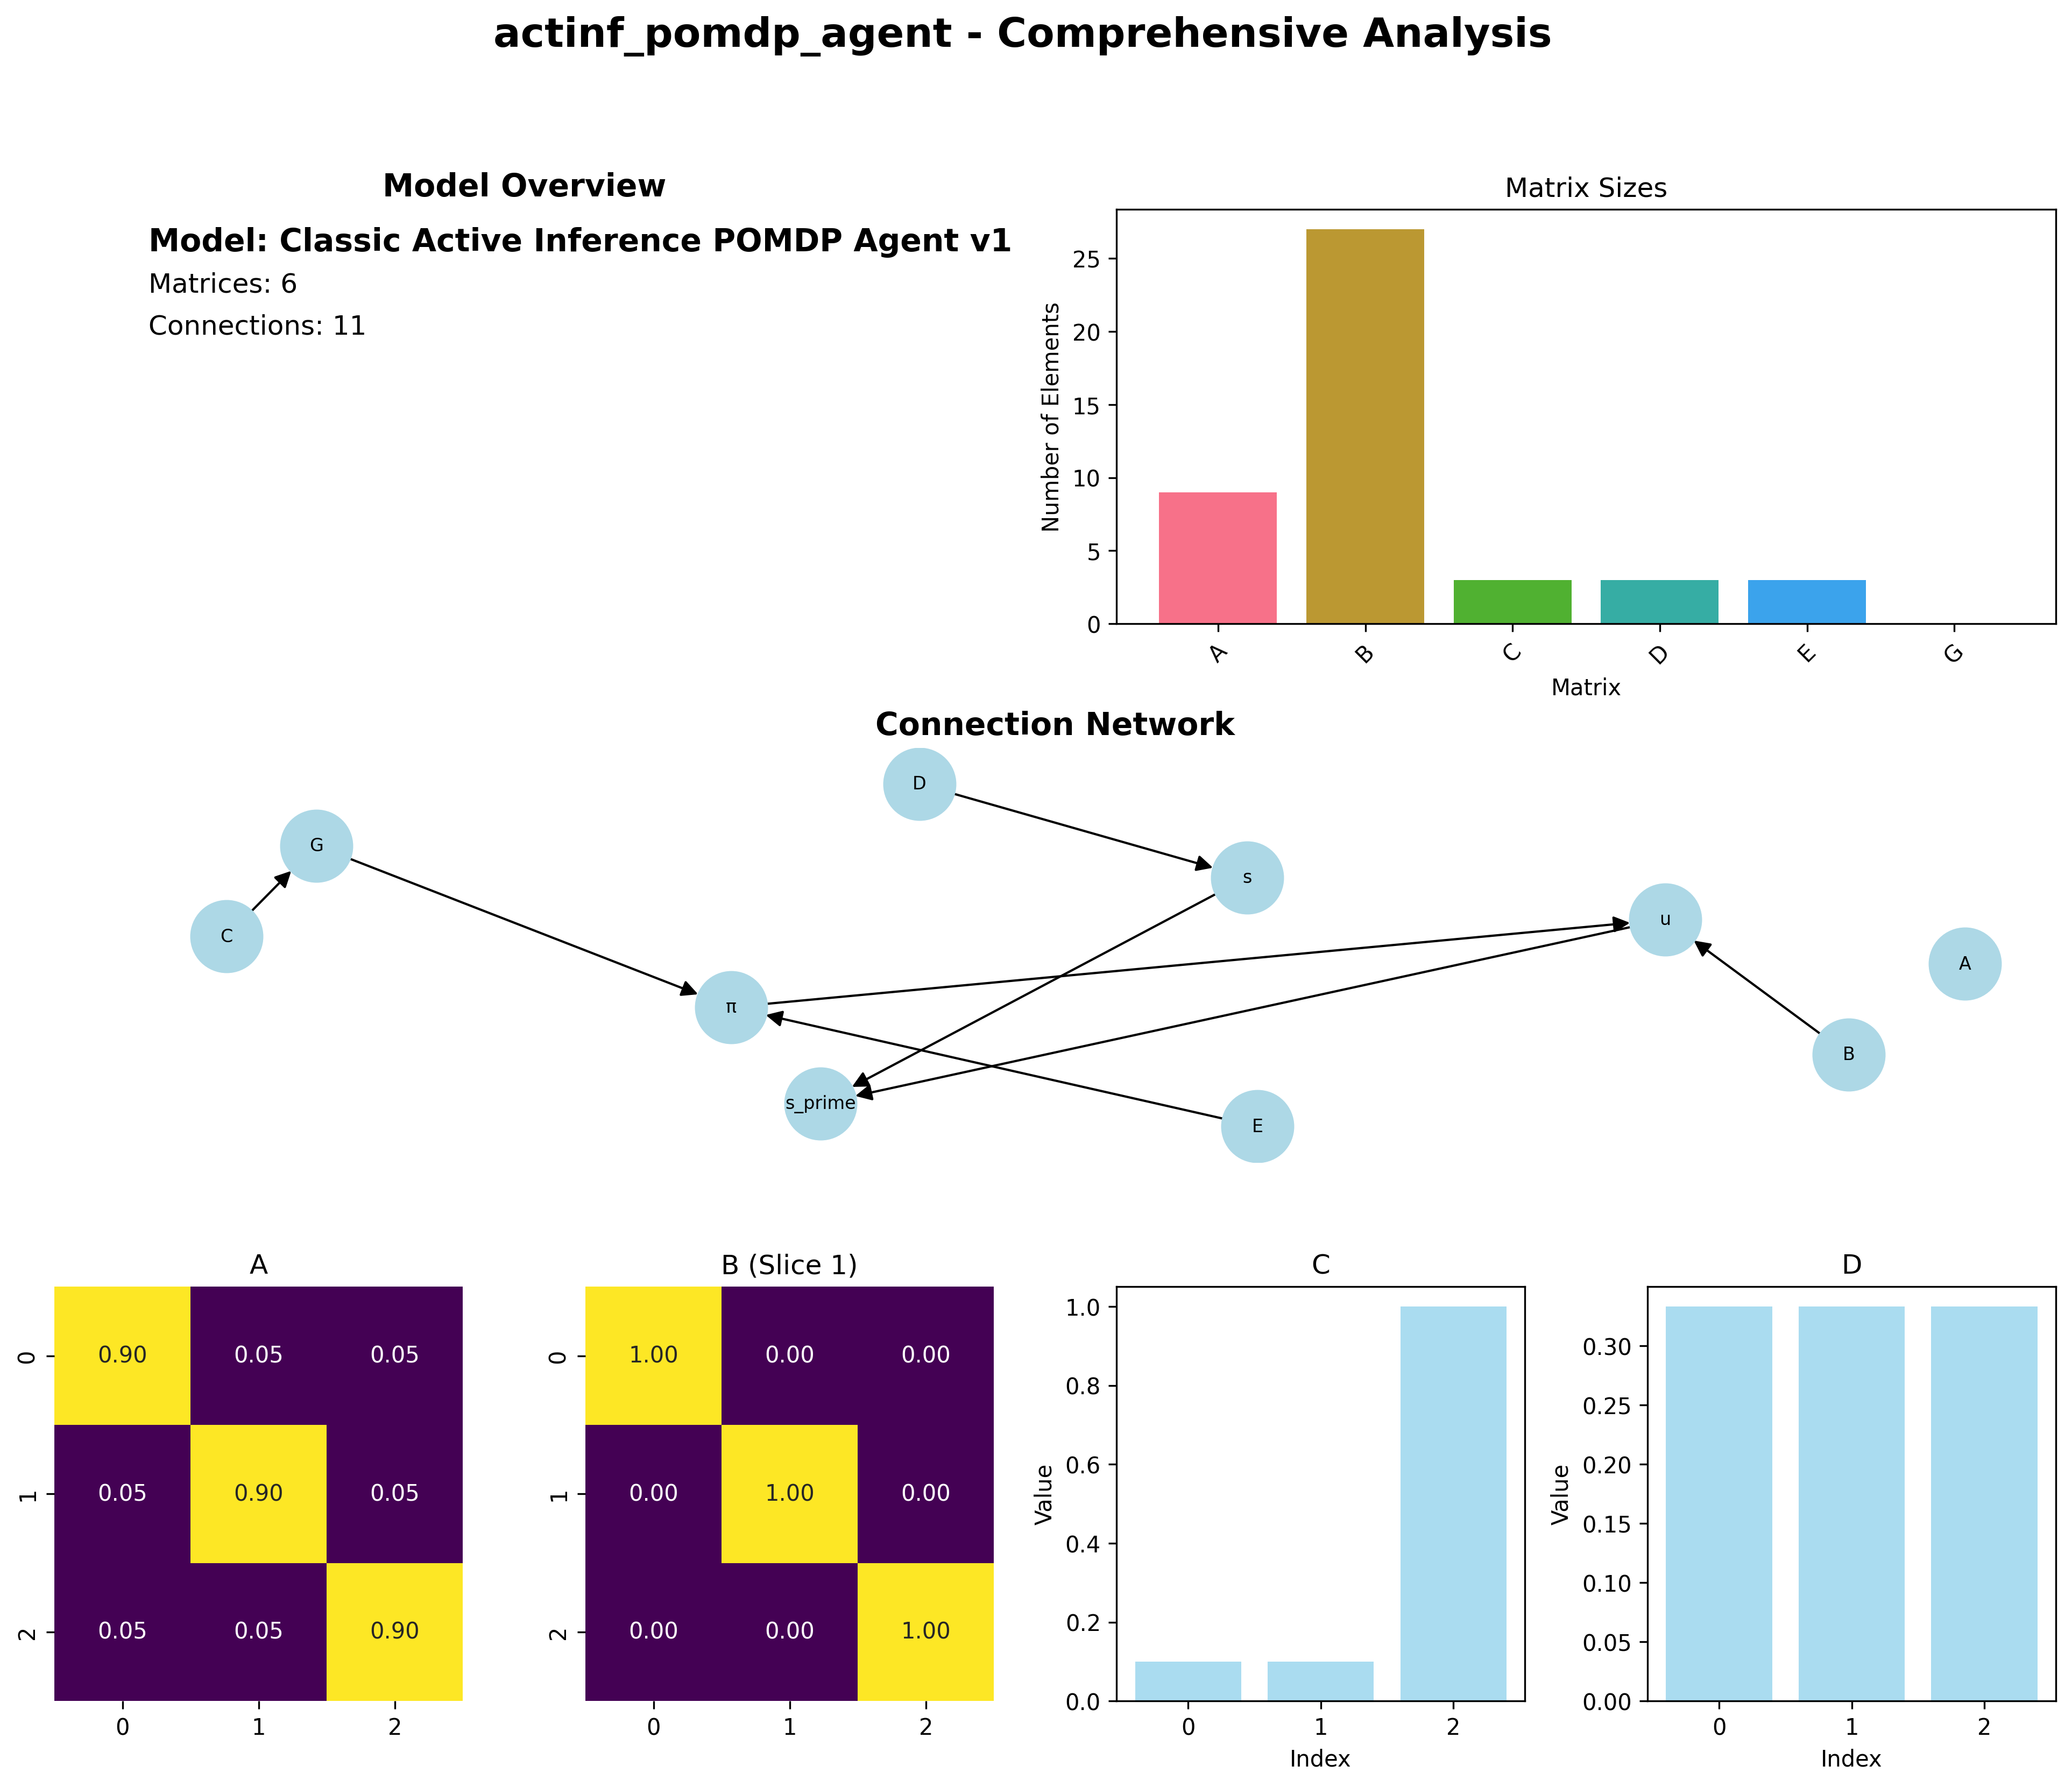 actinf_pomdp_agent - Comprehensive Analysis
Model Overview
Model: Classic Active Inference POMDP Agent v1
Matrices: 6
Connections: 11
Matrix Sizes
Number of Elements
25
20
15
10
5
0
A B C D E G
Matrix
Connection Network
D
G
s
C
u
A
π
B
s_prime
E
A
0
1
2
0.90 0.05 0.05
0.05 0.90 0.05
0.05 0.05 0.90
0 1 2
B (Slice 1)
0
1
2
1.00 0.00 0.00
0.00 1.00 0.00
0.00 0.00 1.00
0 1 2
C
Value
1.0
0.8
0.6
0.4
0.2
0.0
0 1 2
Index
D
Value
0.30
0.25
0.20
0.15
0.10
0.05
0.00
0 1 2
Index